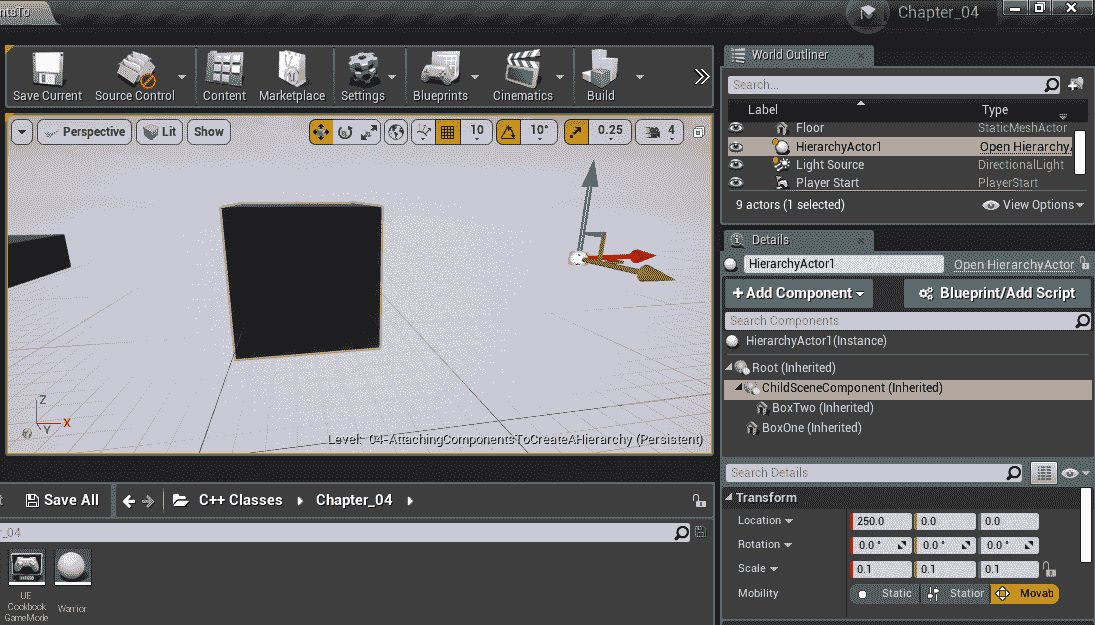 ntsTo
Chapter_04
Save Current
Source Control
Content
Marketplace
Settings
Blueprints
Cinematics
Build
Perspective
Lit
Show
10
10°
0.25
4
Z
X
Y
Level: 04-AttachingComponentsToCreateAHierarchy (Persistent)
World Outliner
Search...
Label Type
Floor StaticMeshActor
HierarchyActor1 Open HierarchyA
Light Source DirectionalLight
Player Start PlayerStart
9 actors (1 selected) View Options
Details
HierarchyActor1 Open HierarchyActor
+ Add Component Blueprint/Add Script
Search Components
HierarchyActor1(Instance)
Root (Inherited)
ChildSceneComponent (Inherited)
BoxTwo (Inherited)
BoxOne (Inherited)
Search Details
Transform
Location 250.0 0.0 0.0
Rotation 0.0 ° 0.0 ° 0.0 °
Scale 0.1 0.1 0.1
Mobility Static Station Movab
Save All C++ Classes Chapter_04
_04
UE
Cookbook
GameMode
Warrior